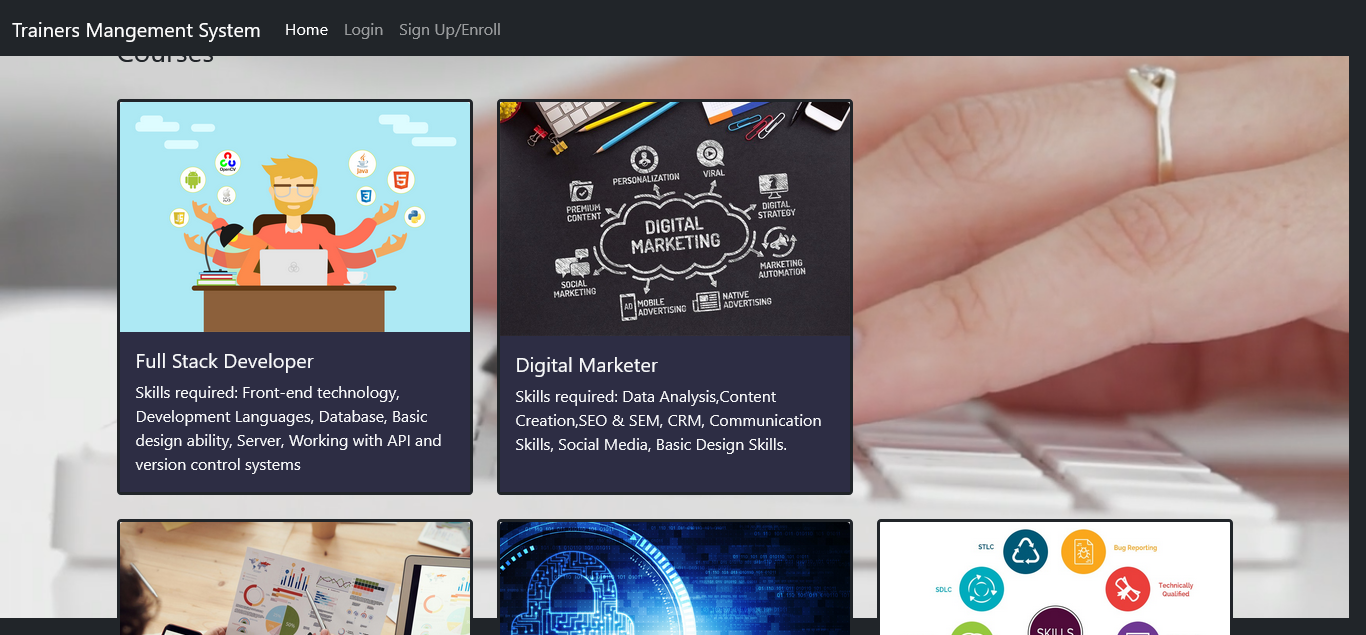 Trainers Mangement System
Home
Login
Sign Up/Enroll
Courses
OpenCV
Java
PERSONALIZATION
VIRAL
PREMIUM
CONTENT
DIGITAL
STRATEGY
DIGITAL
MARKETING
SOCIAL
MARKETING
MARKETING
AUTOMATION
AD
MOBILE
ADVERTISING
NATIVE
ADVERTISING
Full Stack Developer
Skills required: Front-end technology,
Development Languages, Database, Basic
design ability, Server, Working with API and
version control systems
Digital Marketer
Skills required: Data Analysis,Content
Creation,SEO & SEM, CRM, Communication
Skills, Social Media, Basic Design Skills.
STLC
Bug Reporting
SDLC
Technically
Qualified
SKILLS